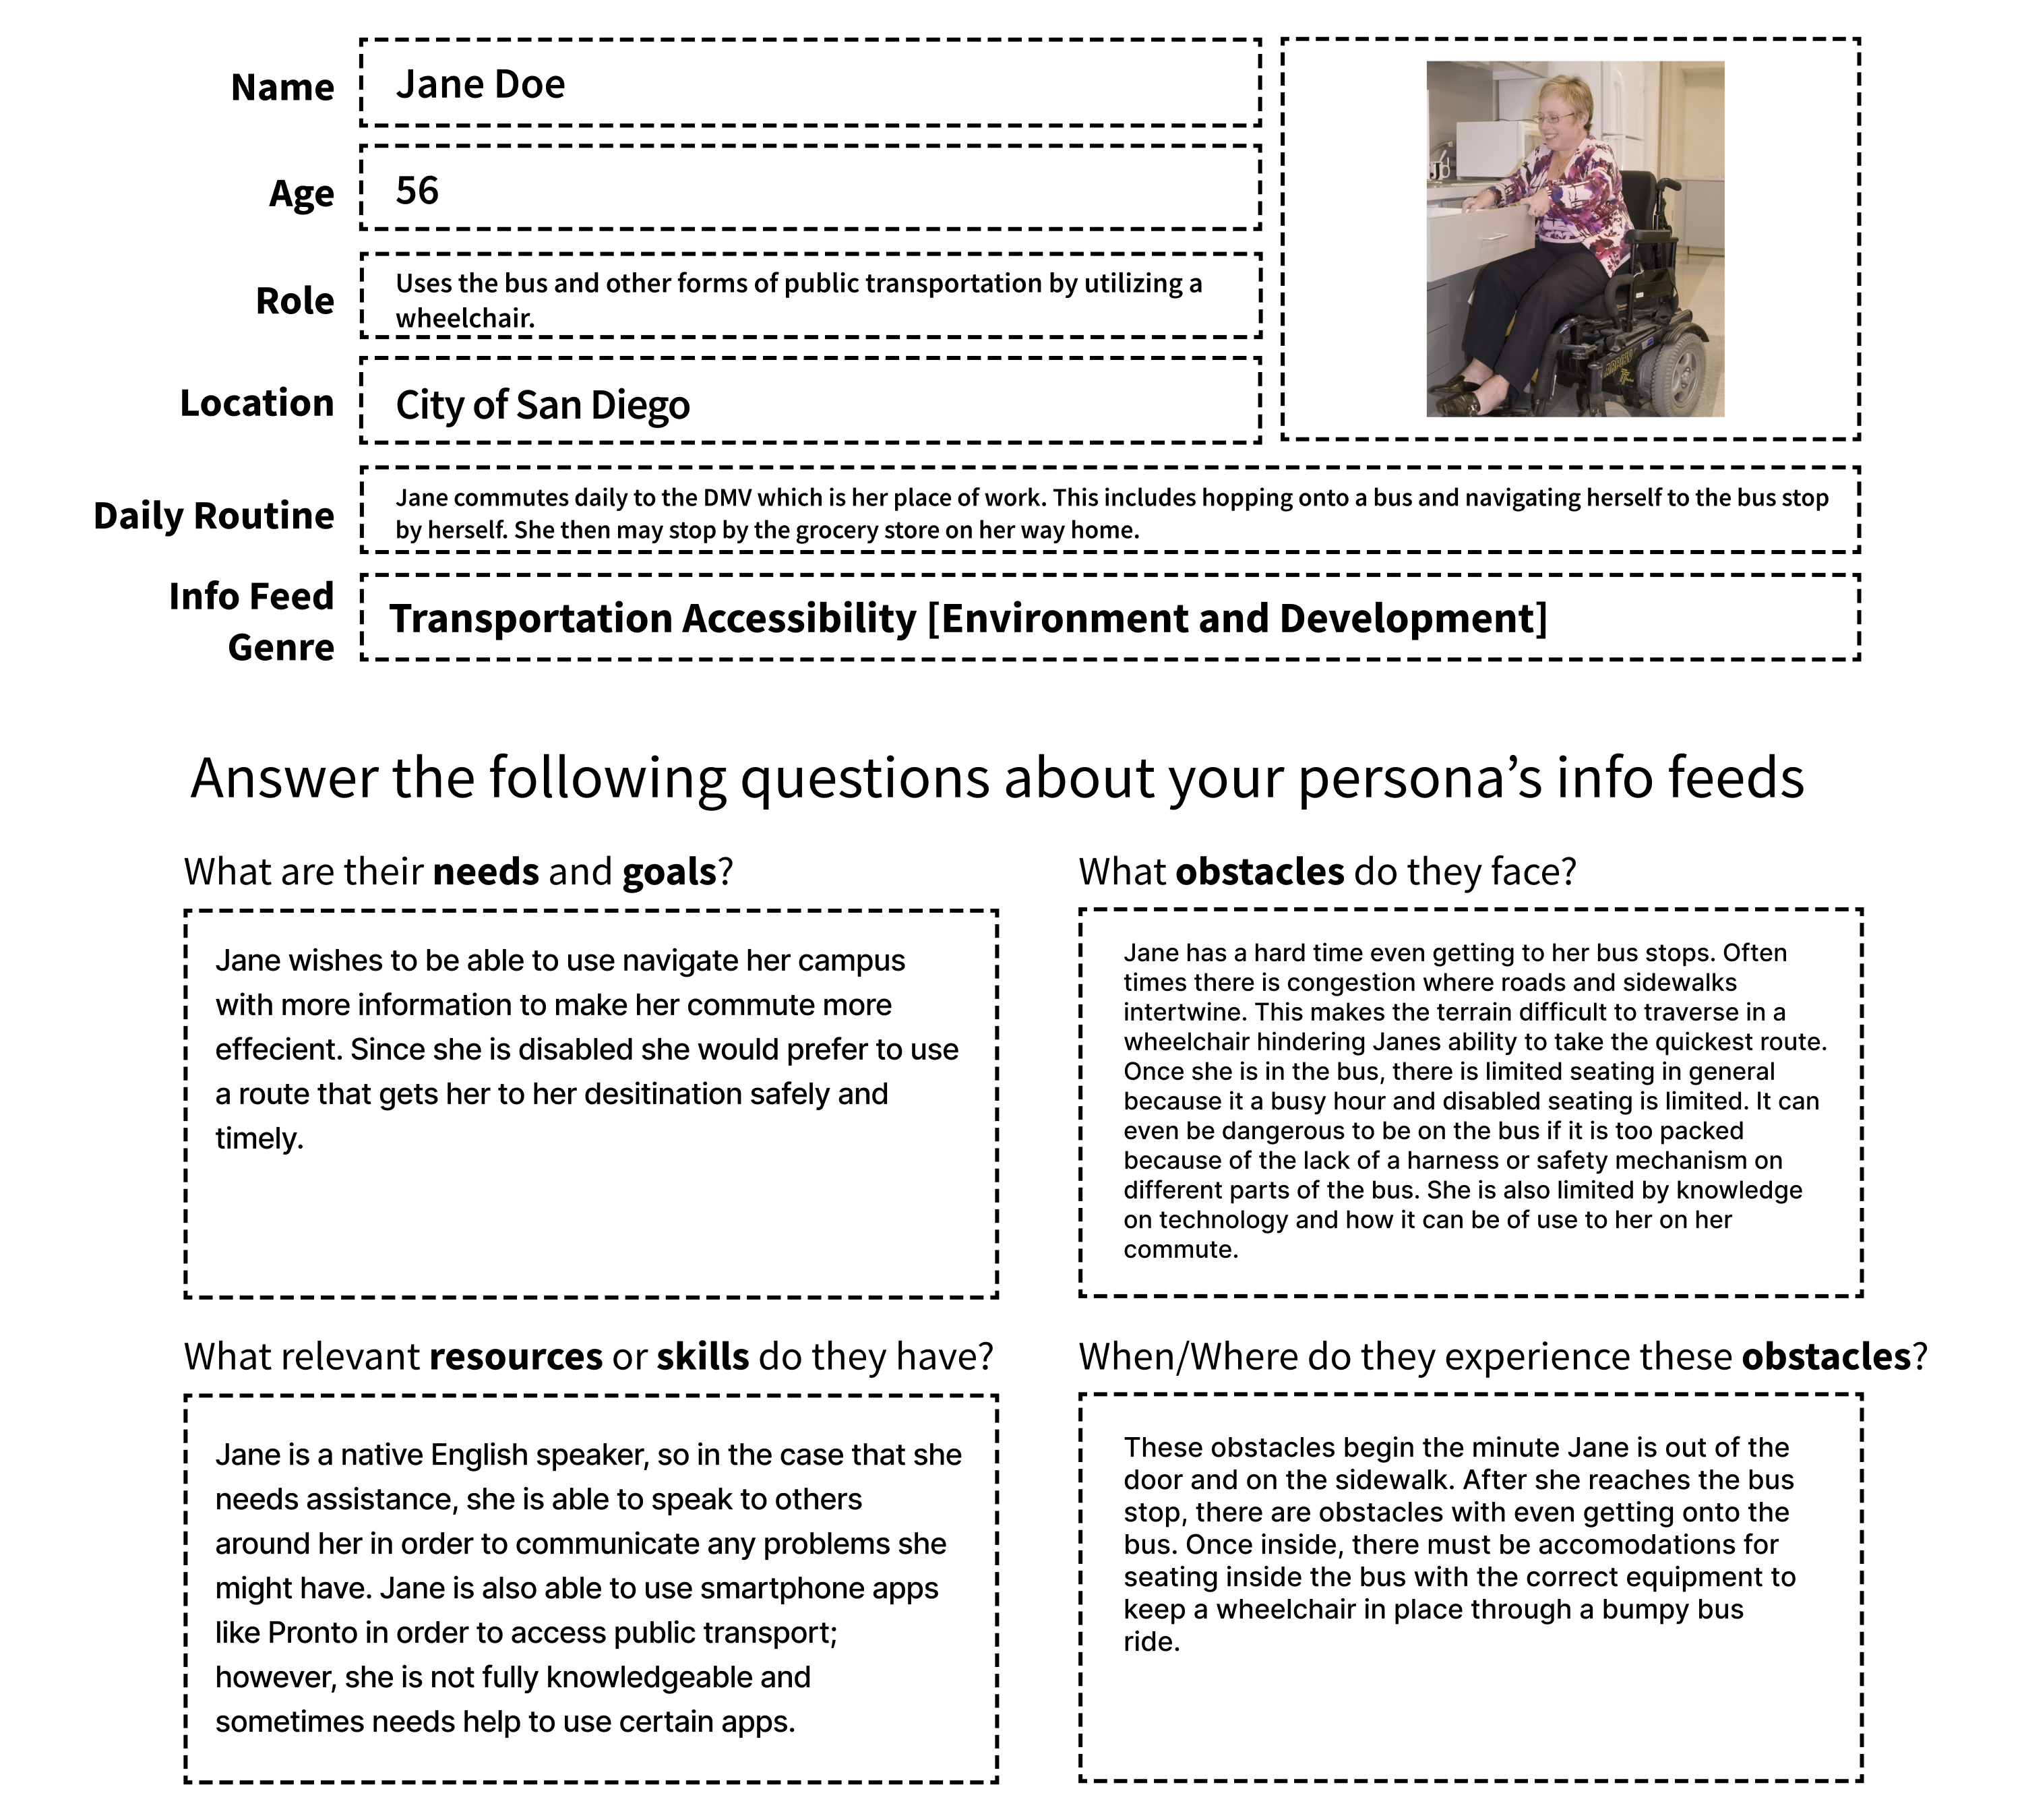 Name
Jane Doe
Age
56
Role
Uses the bus and other forms of public transportation by utilizing a
wheelchair.
Location
City of San Diego
Daily Routine
Jane commutes daily to the DMV which is her place of work. This includes hopping onto a bus and navigating herself to the bus stop
by herself. She then may stop by the grocery store on her way home.
Info Feed
Genre
Transportation Accessibility [Environment and Development]
Answer the following questions about your persona’s info feeds
What are their needs and goals?
Jane wishes to be able to use navigate her campus
with more information to make her commute more
effecient. Since she is disabled she would prefer to use
a route that gets her to her desitination safely and
timely.
What obstacles do they face?
Jane has a hard time even getting to her bus stops. Often
times there is congestion where roads and sidewalks
intertwine. This makes the terrain difficult to traverse in a
wheelchair hindering Janes ability to take the quickest route.
Once she is in the bus, there is limited seating in general
because it a busy hour and disabled seating is limited. It can
even be dangerous to be on the bus if it is too packed
because of the lack of a harness or safety mechanism on
different parts of the bus. She is also limited by knowledge
on technology and how it can be of use to her on her
commute.
What relevant resources or skills do they have?
Jane is a native English speaker, so in the case that she
needs assistance, she is able to speak to others
around her in order to communicate any problems she
might have. Jane is also able to use smartphone apps
like Pronto in order to access public transport;
however, she is not fully knowledgeable and
sometimes needs help to use certain apps.
When/Where do they experience these obstacles?
These obstacles begin the minute Jane is out of the
door and on the sidewalk. After she reaches the bus
stop, there are obstacles with even getting onto the
bus. Once inside, there must be accomodations for
seating inside the bus with the correct equipment to
keep a wheelchair in place through a bumpy bus
ride.